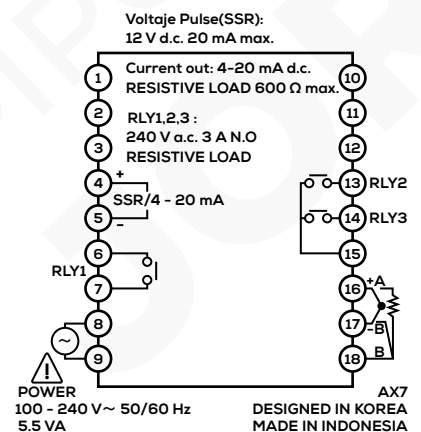 Voltaje Pulse(SSR):
12 V d.c. 20 mA max.
Current out: 4-20 mA d.c.
RESISTIVE LOAD 600 Ω max.
RLY1,2,3 :
240 V a.c. 3 A N.O
RESISTIVE LOAD
1
2
3
4
+
SSR/4 - 20 mA
5
–
6
RLY1
7
8
~
9
10
11
12
13 RLY2
14 RLY3
15
16 +A
17 –B
18 B
POWER
100 - 240 V~ 50/60 Hz
5.5 VA
AX7
DESIGNED IN KOREA
MADE IN INDONESIA